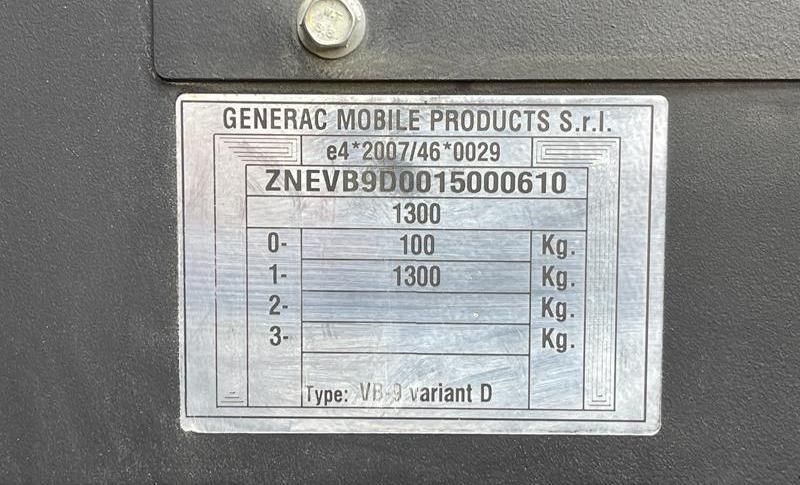 GENERAC MOBILE PRODUCTS S.r.l.
e4*2007/46*0029
ZNEVB9D0015000610
1300
0- 100 Kg.
1- 1300 Kg.
2- Kg.
3- Kg.
Type: VB-9 variant D